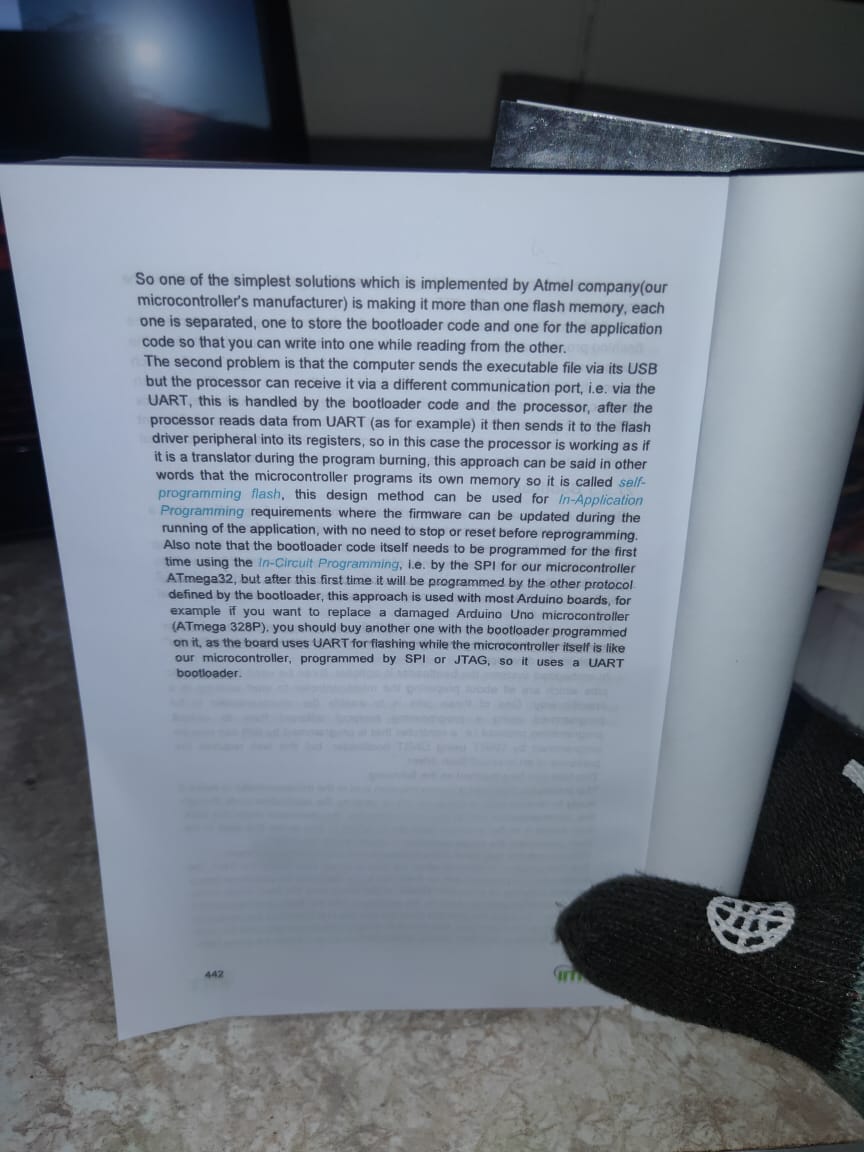 So one of the simplest solutions which is implemented by Atmel company(our
microcontroller's manufacturer) is making it more than one flash memory, each
one is separated, one to store the bootloader code and one for the application
code so that you can write into one while reading from the other.
The second problem is that the computer sends the executable file via its USB
but the processor can receive it via a different communication port, i.e. via the
UART, this is handled by the bootloader code and the processor, after the
processor reads data from UART (as for example) it then sends it to the flash
driver peripheral into its registers, so in this case the processor is working as if
it is a translator during the program burning, this approach can be said in other
words that the microcontroller programs its own memory so it is called self-
programming flash, this design method can be used for In-Application
Programming requirements where the firmware can be updated during the
running of the application, with no need to stop or reset before reprogramming.
Also note that the bootloader code itself needs to be programmed for the first
time using the In-Circuit Programming, i.e. by the SPI for our microcontroller
ATmega32, but after this first time it will be programmed by the other protocol
defined by the bootloader, this approach is used with most Arduino boards, for
example if you want to replace a damaged Arduino Uno microcontroller
(ATmega 328P), you should buy another one with the bootloader programmed
on it, as the board uses UART for flashing while the microcontroller itself is like
our microcontroller, programmed by SPI or JTAG, so it uses a UART
bootloader.
442